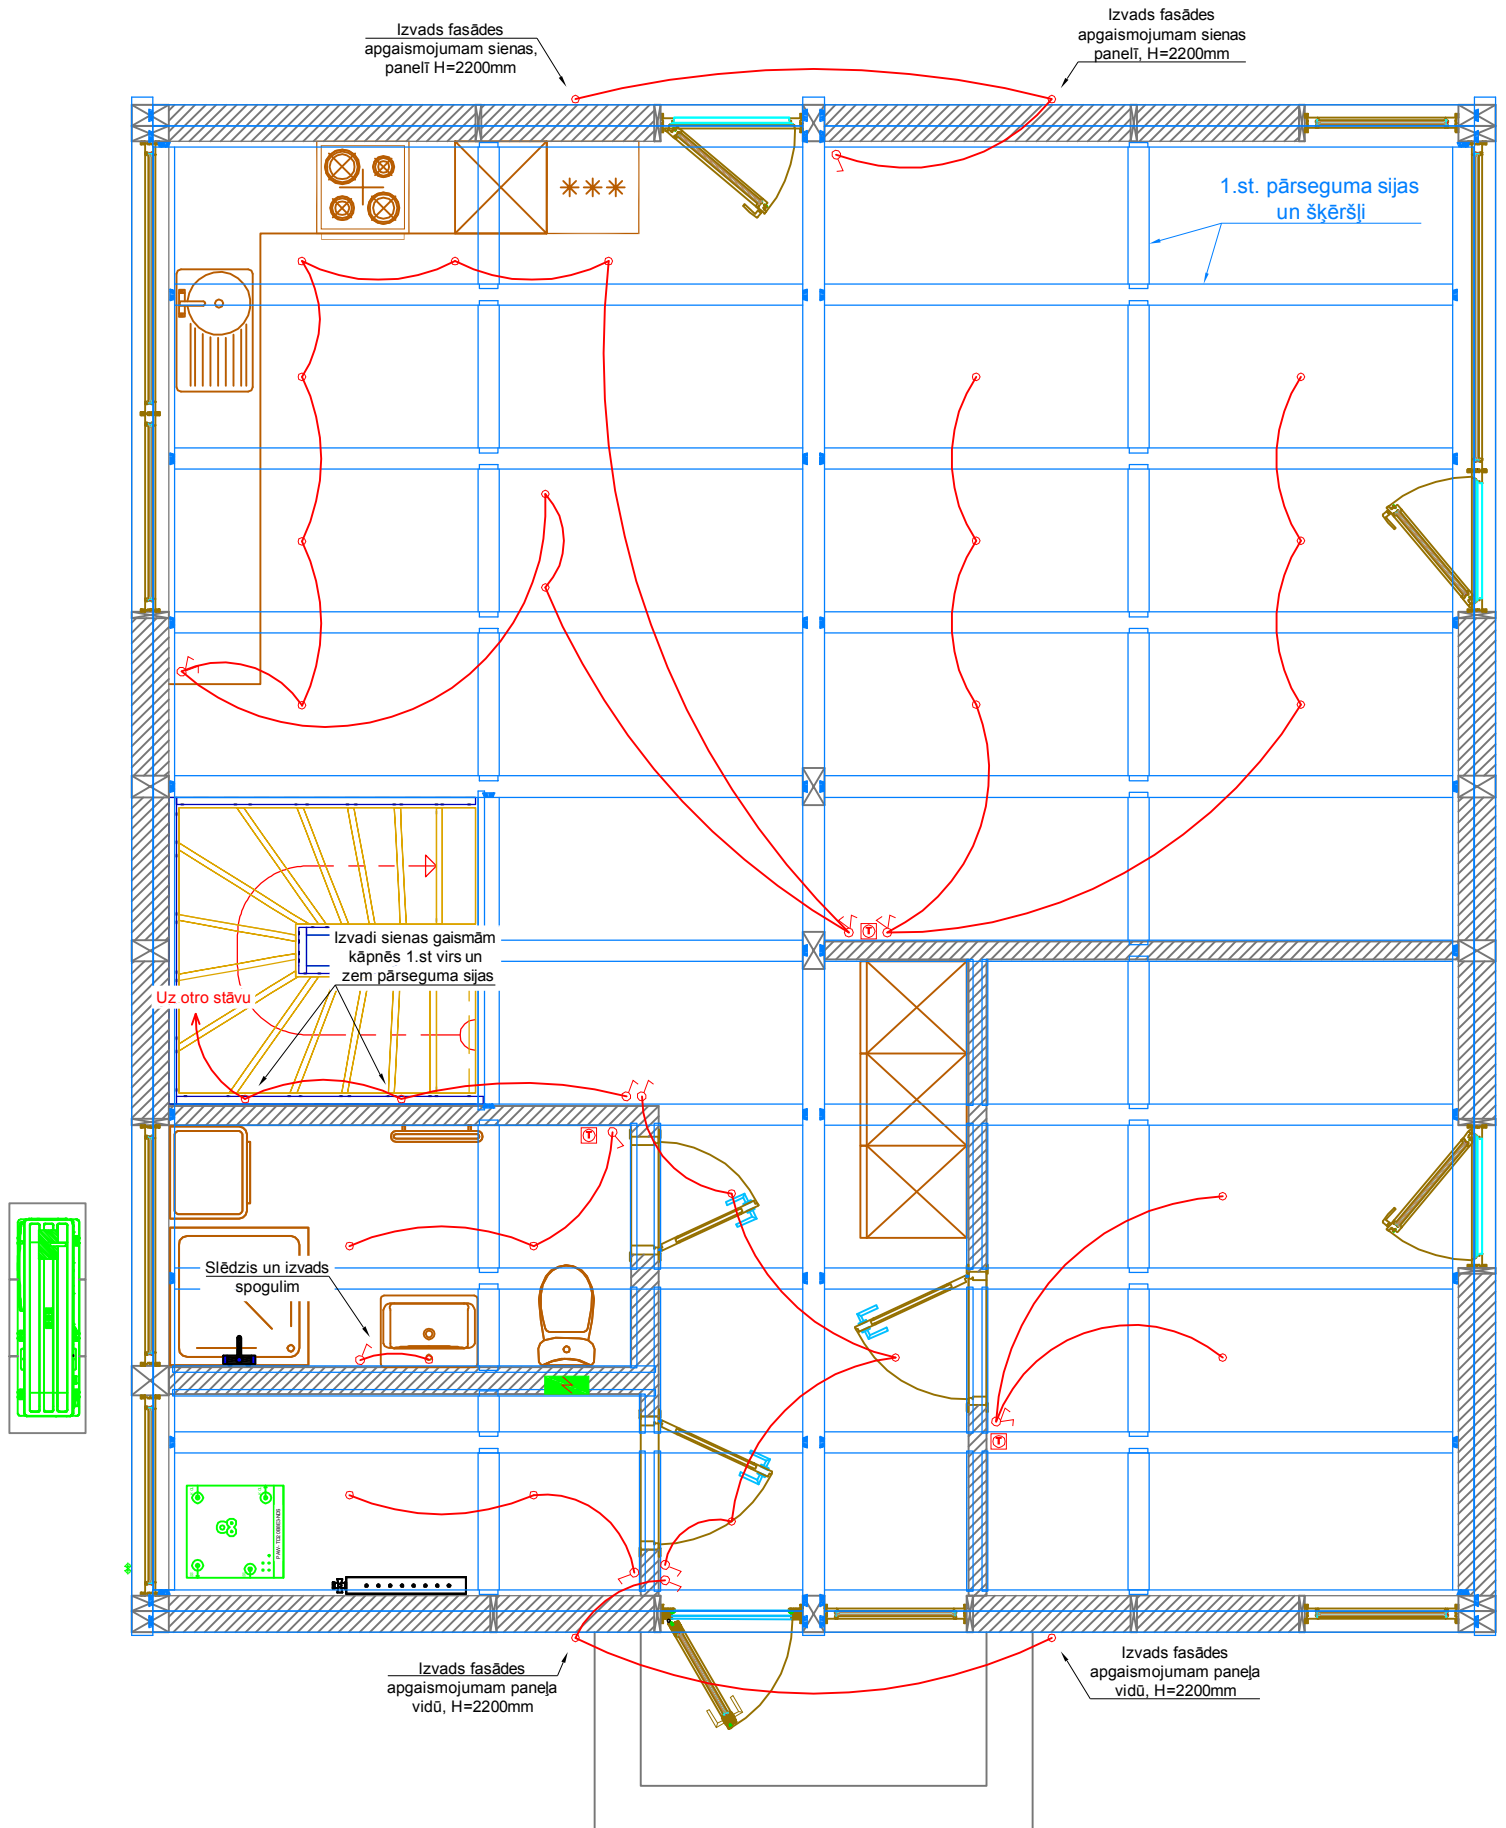 Izvads fasādes
apgaismojumam sienas,
panelī H=2200mm
Izvads fasādes
apgaismojumam sienas
panelī, H=2200mm
1.st. pārseguma sijas
un šķēršļi
Izvadi sienas gaismām
kāpnēs 1.st virs un
zem pārseguma sijas
Uz otro stāvu
T
T
Slēdzis un izvads
spogulim
T
Izvads fasādes
apgaismojumam paneļa
vidū, H=2200mm
Izvads fasādes
apgaismojumam paneļa
vidū, H=2200mm